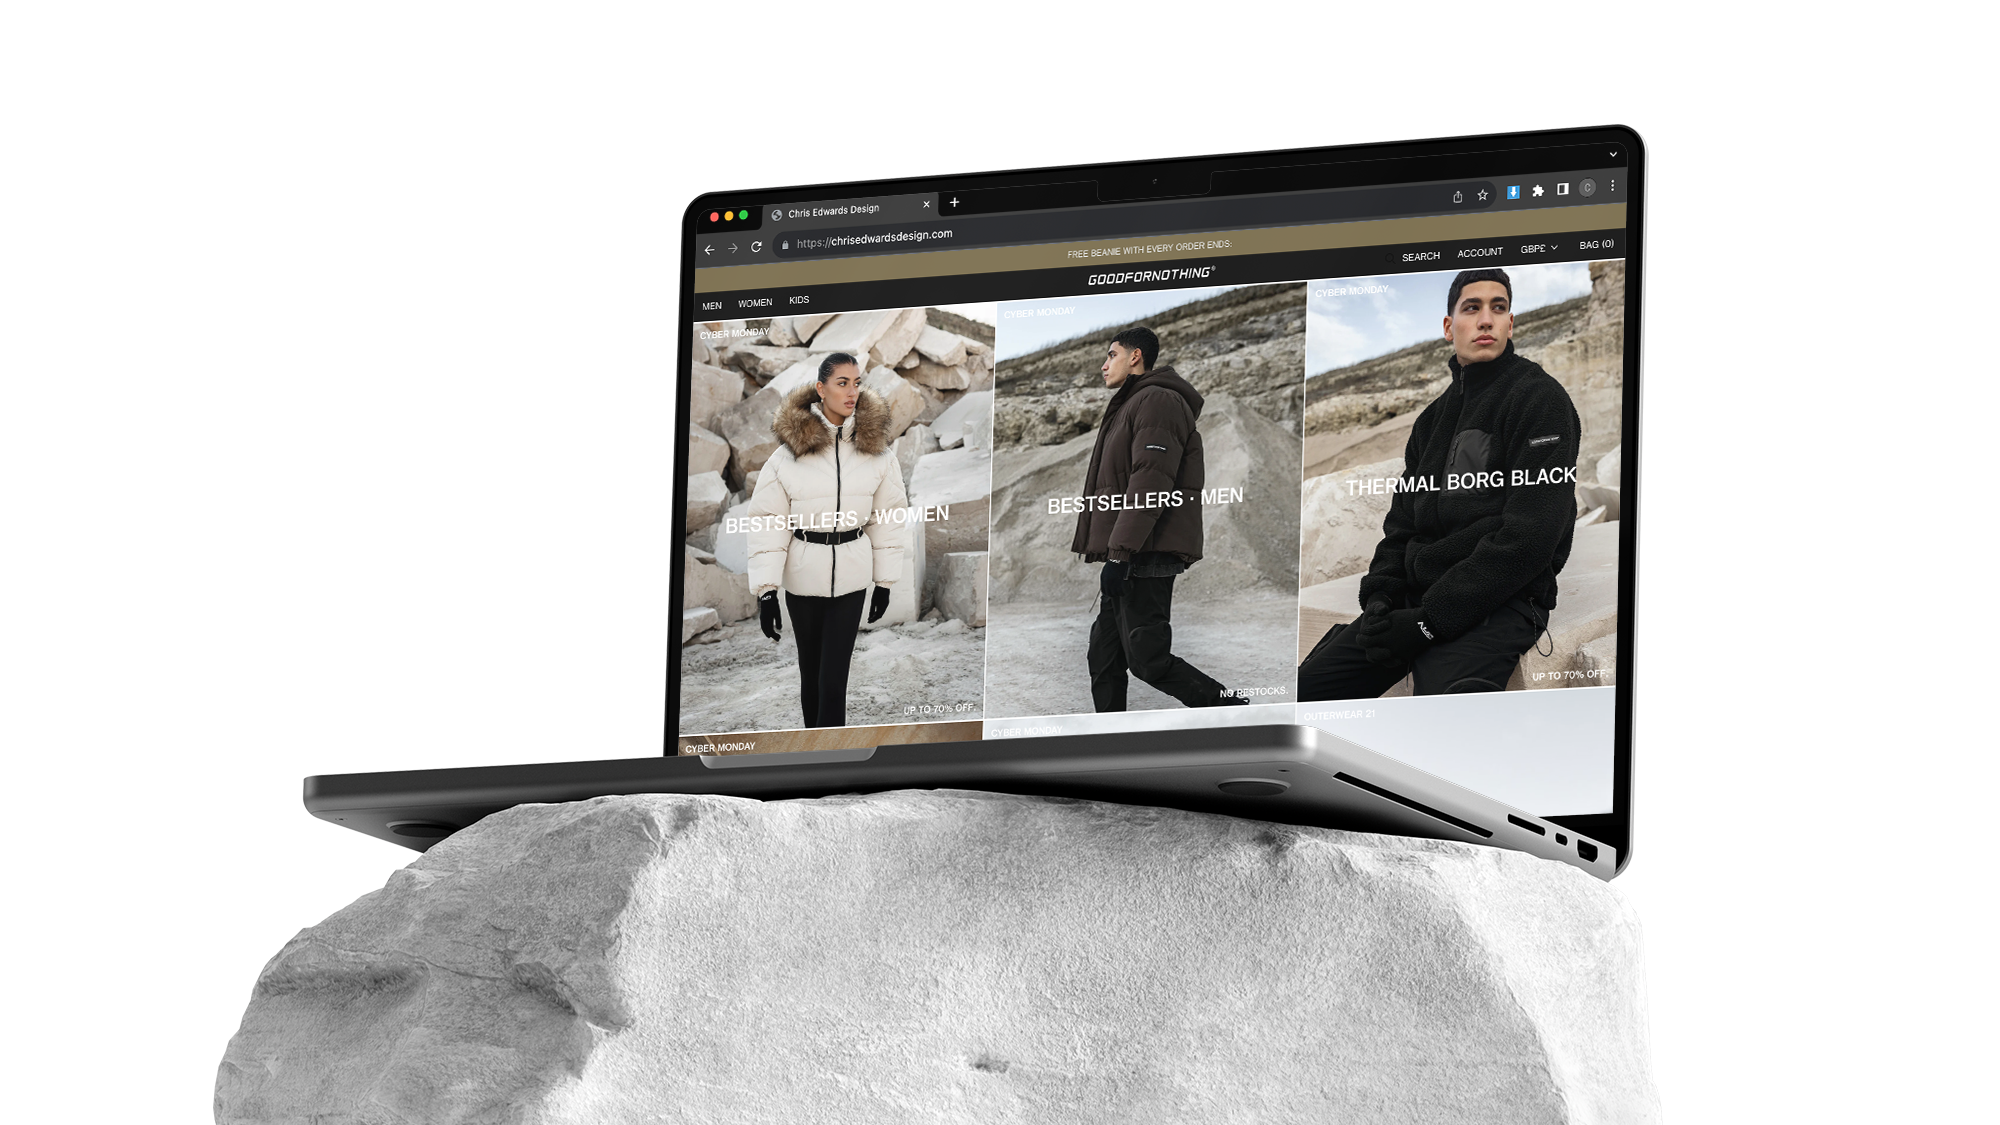 Chris Edwards Design
https://chrisedwardsdesign.com
C
FREE BEANIE WITH EVERY ORDER ENDS:
MEN WOMEN KIDS
GOODFORNOTHING®
SEARCH ACCOUNT GBP£ BAG (0)
CYBER MONDAY
BESTSELLERS · WOMEN
UP TO 70% OFF.
CYBER MONDAY
BESTSELLERS · MEN
NO RESTOCKS.
CYBER MONDAY
THERMAL BORG BLACK
UP TO 70% OFF.
CYBER MONDAY
CYBER MONDAY
OUTERWEAR 21